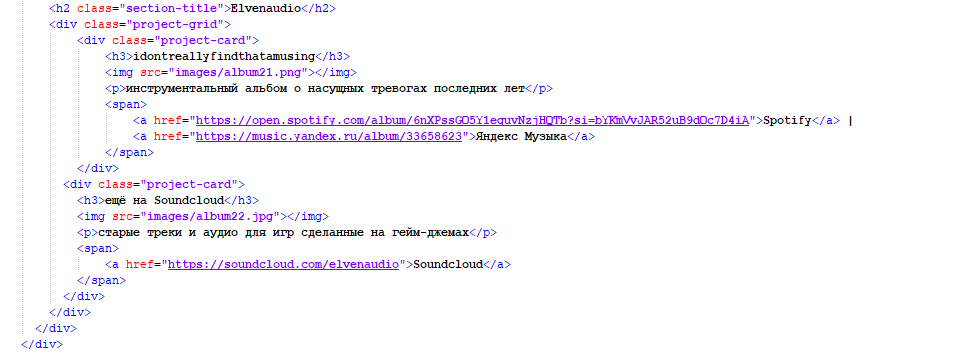 <h2 class="section-title">Elvenaudio</h2>
<div class="project-grid">
<div class="project-card">
<h3>idontreallyfindthatamusing</h3>
<img src="images/album21.png"></img>
<p>инструментальный альбом о насущных тревогах последних лет</p>
<span>
<a href="https://open.spotify.com/album/6nXPssGO5Y1equvNzjHQTb?si=bYKmVvJAR52uB9dOc7D4iA">Spotify</a> |
<a href="https://music.yandex.ru/album/33658623">Яндекс Музыка</a>
</span>
</div>
<div class="project-card">
<h3>ещё на Soundcloud</h3>
<img src="images/album22.jpg"></img>
<p>старые треки и аудио для игр сделанные на гейм-джемах</p>
<span>
<a href="https://soundcloud.com/elvenaudio">Soundcloud</a>
</span>
</div>
</div>
</div>
</div>